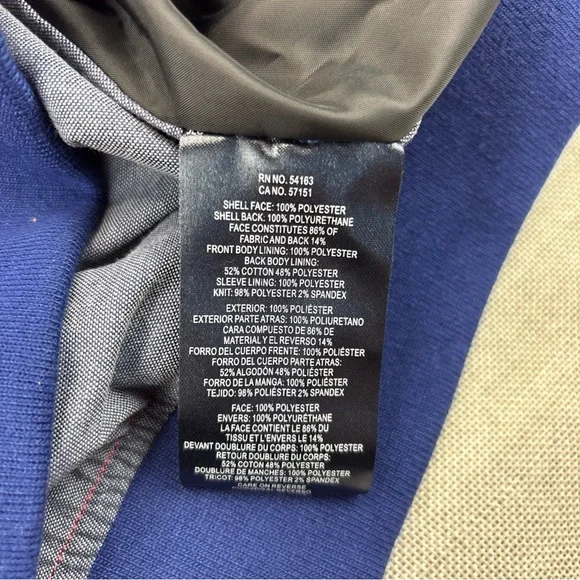 RN NO. 54163
CA NO. 57151
SHELL FACE: 100% POLYESTER
SHELL BACK: 100% POLYURETHANE
FACE CONSTITUTES 86% OF
FABRIC AND BACK 14%
FRONT BODY LINING: 100% POLYESTER
BACK BODY LINING:
52% COTTON 48% POLYESTER
SLEEVE LINING: 100% POLYESTER
KNIT: 98% POLYESTER 2% SPANDEX
EXTERIOR: 100% POLIÉSTER
EXTERIOR PARTE ATRAS: 100% POLIURETANO
CARA COMPUESTO DE 86% DE
MATERIAL Y EL REVERSO 14%
FORRO DEL CUERPO FRENTE: 100% POLIÉSTER
FORRO DEL CUERPO PARTE ATRAS:
52% ALGODÓN 48% POLIÉSTER
FORRO DE LA MANGA: 100% POLIÉSTER
TEJIDO: 98% POLIÉSTER 2% SPANDEX
FACE: 100% POLYESTER
ENVERS: 100% POLYURÉTHANE
LA FACE CONTIENT LE 86% DU
TISSU ET L'ENVERS LE 14%
DEVANT DOUBLURE DU CORPS: 100% POLYESTER
RETOUR DOUBLURE DU CORPS:
52% COTON 48% POLYESTER
DOUBLURE DE MANCHES: 100% POLYESTER
TRICOT: 98% POLYESTER 2% SPANDEX
CARE ON REVERSE